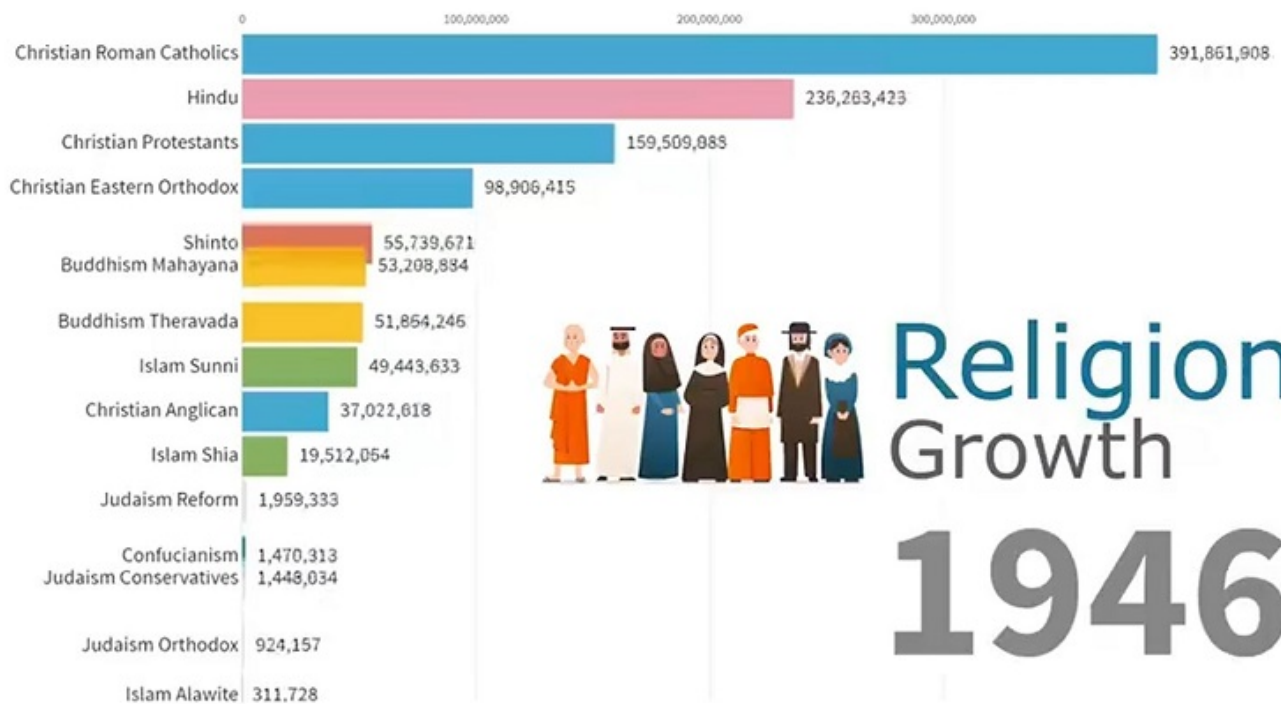 0 100,000,000 200,000,000 300,000,000
Christian Roman Catholics 391,861,908
Hindu 236,263,423
Christian Protestants 159,509,088
Christian Eastern Orthodox 98,906,415
Shinto 55,739,671
Buddhism Mahayana 53,208,884
Buddhism Theravada 51,864,246
Islam Sunni 49,443,633
Christian Anglican 37,022,618
Islam Shia 19,512,064
Judaism Reform 1,959,333
Confucianism 1,470,313
Judaism Conservatives 1,448,034
Judaism Orthodox 924,157
Islam Alawite 311,728
Religion
Growth
1946